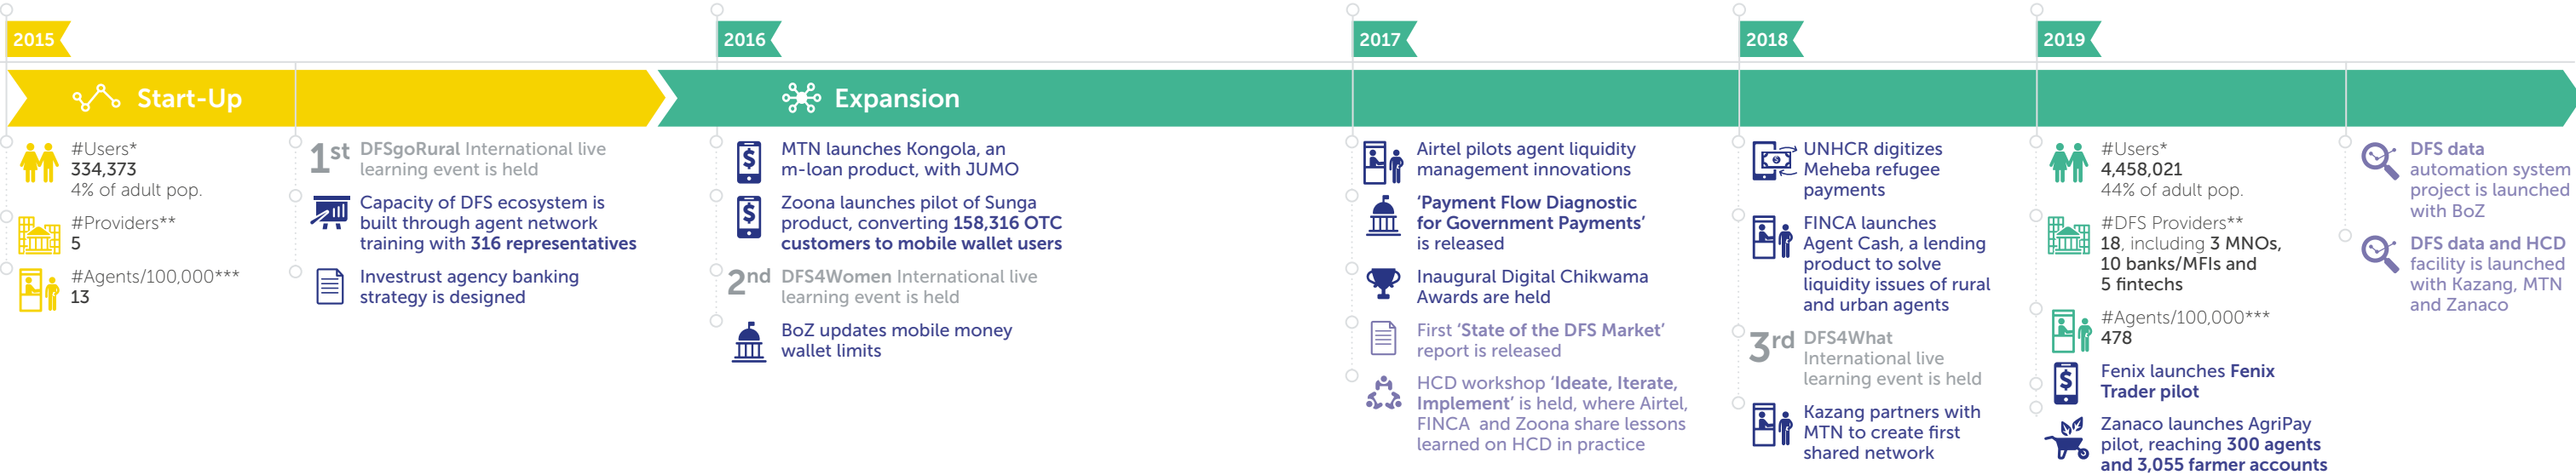 2015
2016
2017
2018
2019
Start-Up
Expansion
#Users*
334,373
4% of adult pop.
#Providers**
5
#Agents/100,000***
13
1st DFSgoRural International live
learning event is held
Capacity of DFS ecosystem is
built through agent network
training with 316 representatives
Investrust agency banking
strategy is designed
MTN launches Kongola, an
m-loan product, with JUMO
Zoona launches pilot of Sunga
product, converting 158,316 OTC
customers to mobile wallet users
2nd DFS4Women International live
learning event is held
BoZ updates mobile money
wallet limits
Airtel pilots agent liquidity
management innovations
‘Payment Flow Diagnostic
for Government Payments’
is released
Inaugural Digital Chikwama
Awards are held
First ‘State of the DFS Market’
report is released
HCD workshop ‘Ideate, Iterate,
Implement’ is held, where Airtel,
FINCA and Zoona share lessons
learned on HCD in practice
UNHCR digitizes
Meheba refugee
payments
FINCA launches
Agent Cash, a lending
product to solve
liquidity issues of rural
and urban agents
3rd DFS4What
International live
learning event is held
Kazang partners with
MTN to create first
shared network
#Users*
4,458,021
44% of adult pop.
#DFS Providers**
18, including 3 MNOs,
10 banks/MFIs and
5 fintechs
#Agents/100,000***
478
Fenix launches Fenix
Trader pilot
Zanaco launches AgriPay
pilot, reaching 300 agents
and 3,055 farmer accounts
DFS data
automation system
project is launched
with BoZ
DFS data and HCD
facility is launched
with Kazang, MTN
and Zanaco